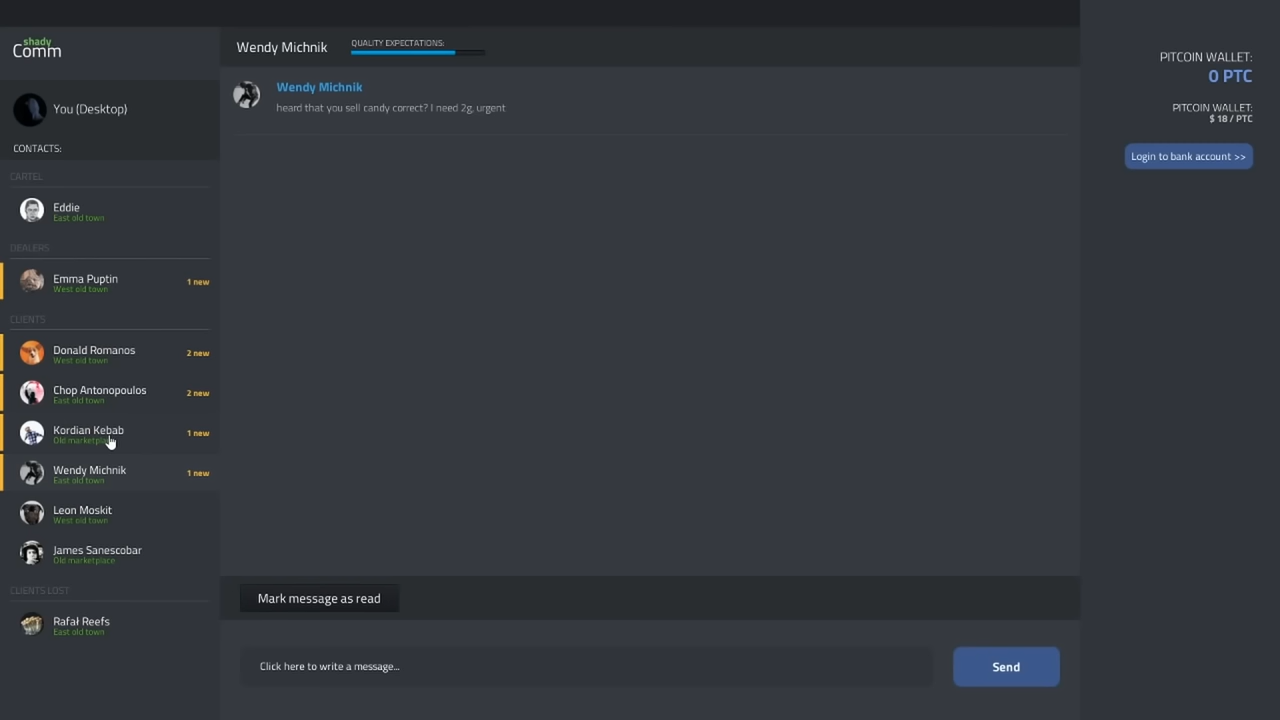 shady
Comm
You (Desktop)
CONTACTS:
CARTEL
Eddie
East old town
DEALERS
Emma Puptin
West old town
1 new
CLIENTS
Donald Romanos
West old town
2 new
Chop Antonopoulos
East old town
2 new
Kordian Kebab
Old marketplace
1 new
Wendy Michnik
East old town
1 new
Leon Moskit
West old town
James Sanescobar
Old marketplace
CLIENTS LOST
Rafał Reefs
East old town
Wendy Michnik
QUALITY EXPECTATIONS:
Wendy Michnik
heard that you sell candy correct? I need 2g, urgent
Mark message as read
Click here to write a message...
Send
PITCOIN WALLET:
0 PTC
PITCOIN WALLET:
$ 18 / PTC
Login to bank account >>